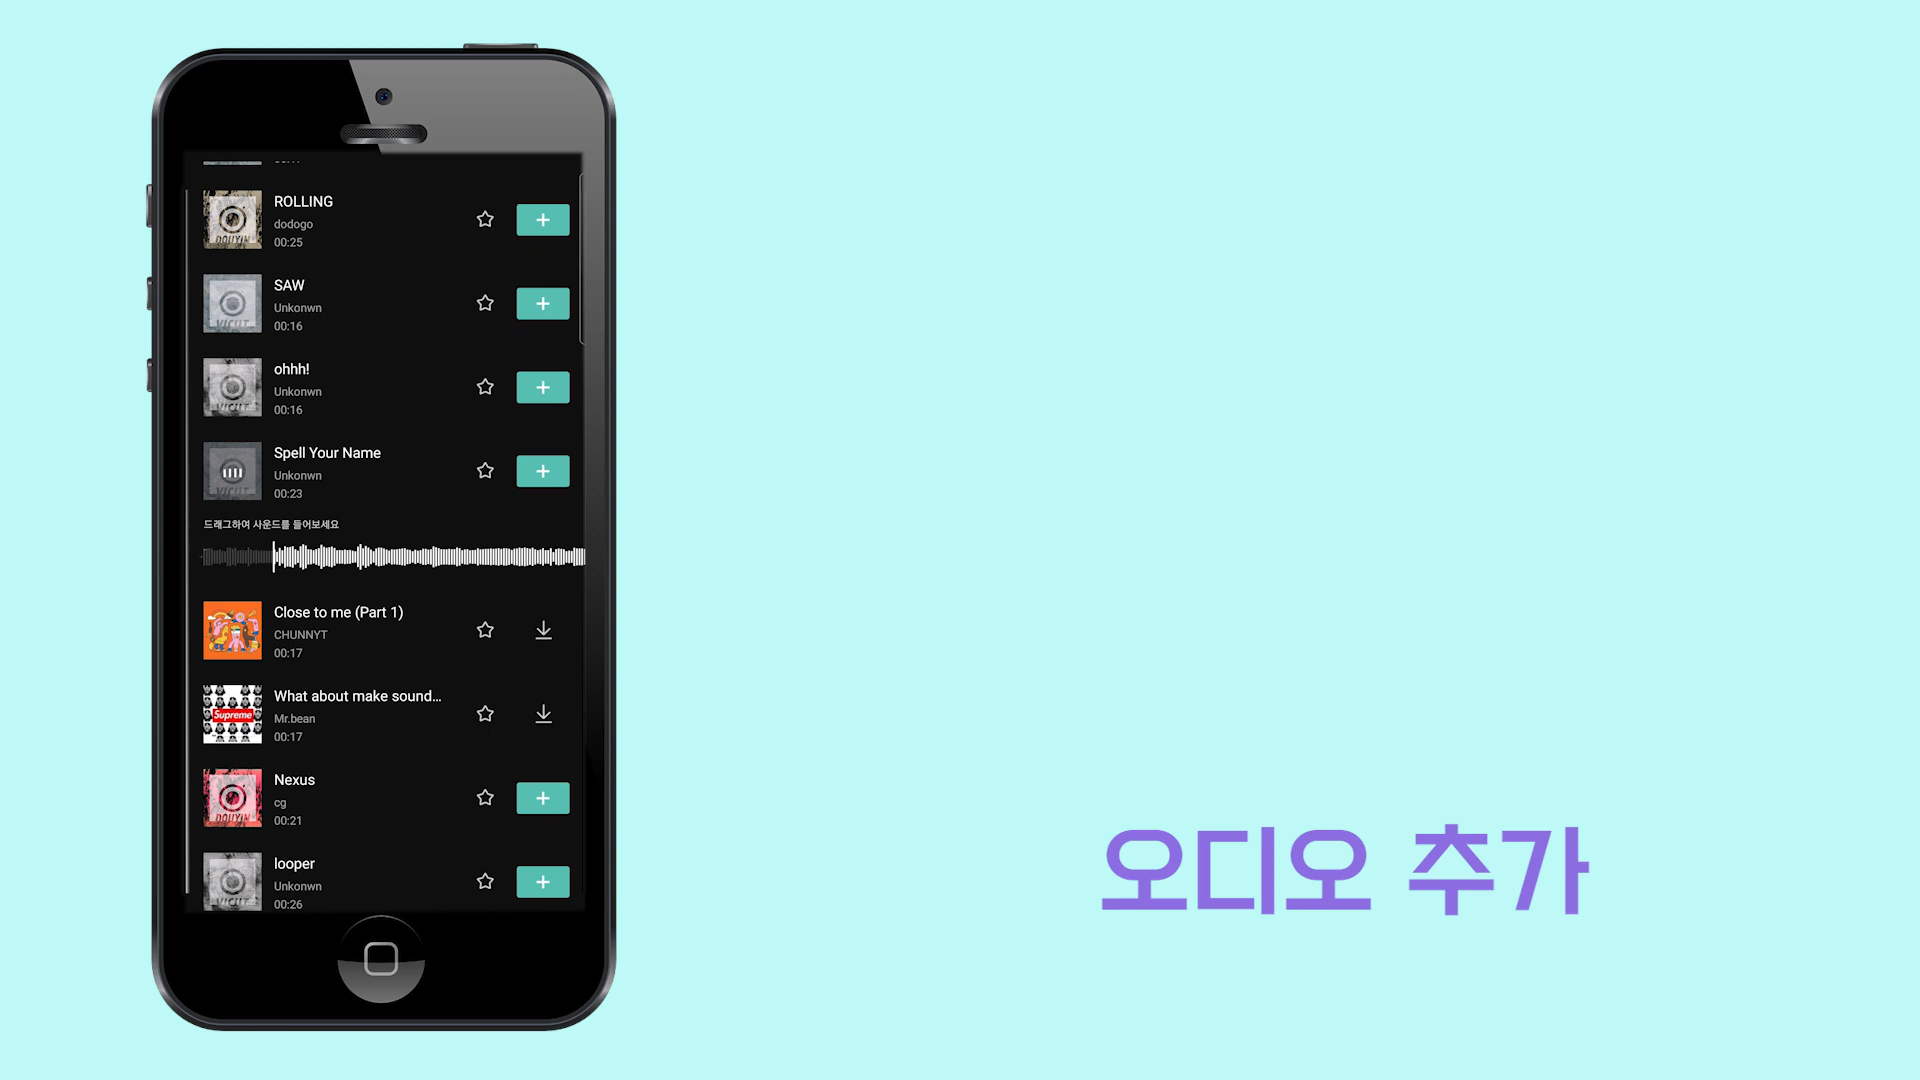 ROLLING
dodogo
00:25
SAW
Unkonwn
00:16
ohhh!
Unkonwn
00:16
Spell Your Name
Unkonwn
00:23
드래그하여 사운드를 들어보세요
Close to me (Part 1)
CHUNNYT
00:17
What about make sound...
Supreme
Mr.bean
00:17
Nexus
cg
00:21
looper
Unkonwn
00:26
오디오 추가